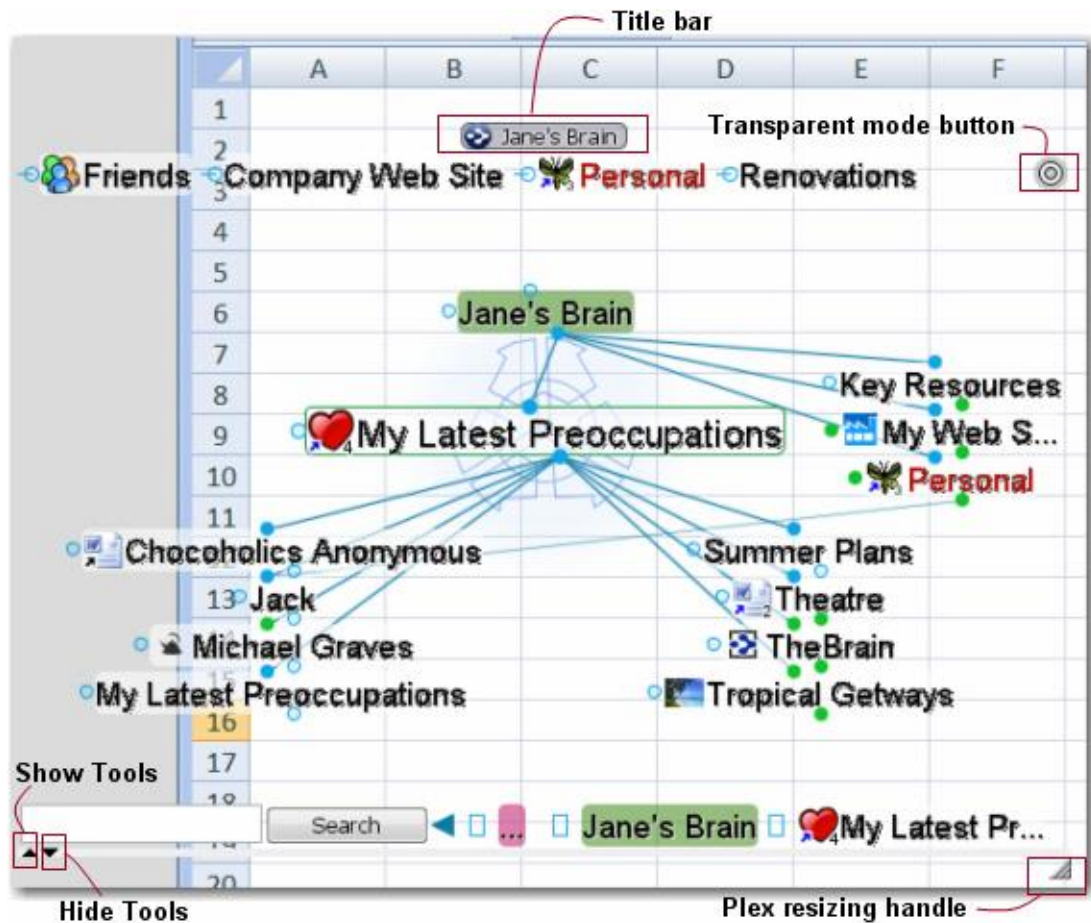 Title bar
A B C D E F
1
Jane's Brain
Transparent mode button
2
Friends Company Web Site Personal Renovations
3
4
5
6 Jane's Brain
7
Key Resources
8
9 My Latest Preoccupations My Web S...
10 Personal
11
Chocoholics Anonymous Summer Plans
13 Jack Theatre
Michael Graves TheBrain
15
My Latest Preoccupations Tropical Getways
16
17
Show Tools
18
Search ... Jane's Brain My Latest Pr...
19
20
Hide Tools Plex resizing handle